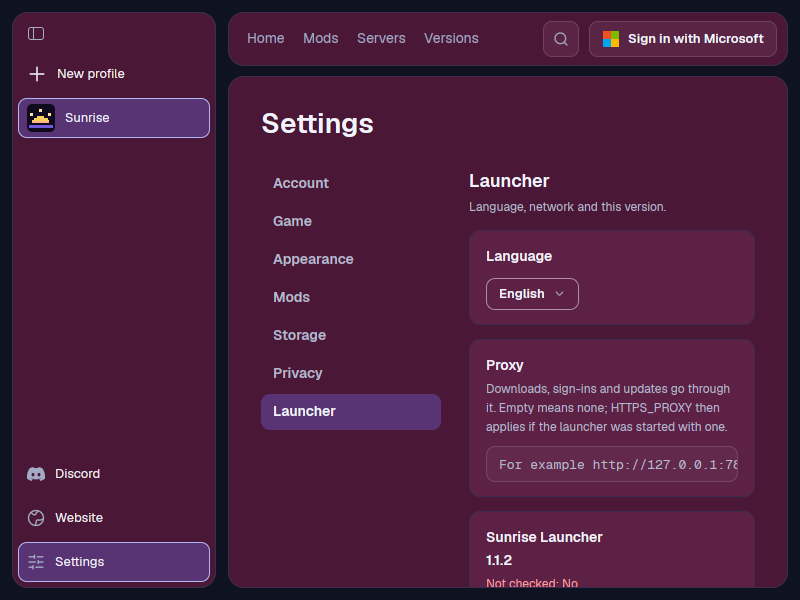 New profile
Sunrise
Discord
Website
Settings
Home
Mods
Servers
Versions
Sign in with Microsoft
Settings
Account
Game
Appearance
Mods
Storage
Privacy
Launcher
Launcher
Language, network and this version.
Language
English
Proxy
Downloads, sign-ins and updates go through
it. Empty means none; HTTPS_PROXY then
applies if the launcher was started with one.
For example http://127.0.0.1:78
Sunrise Launcher
1.1.2
Not checked: No